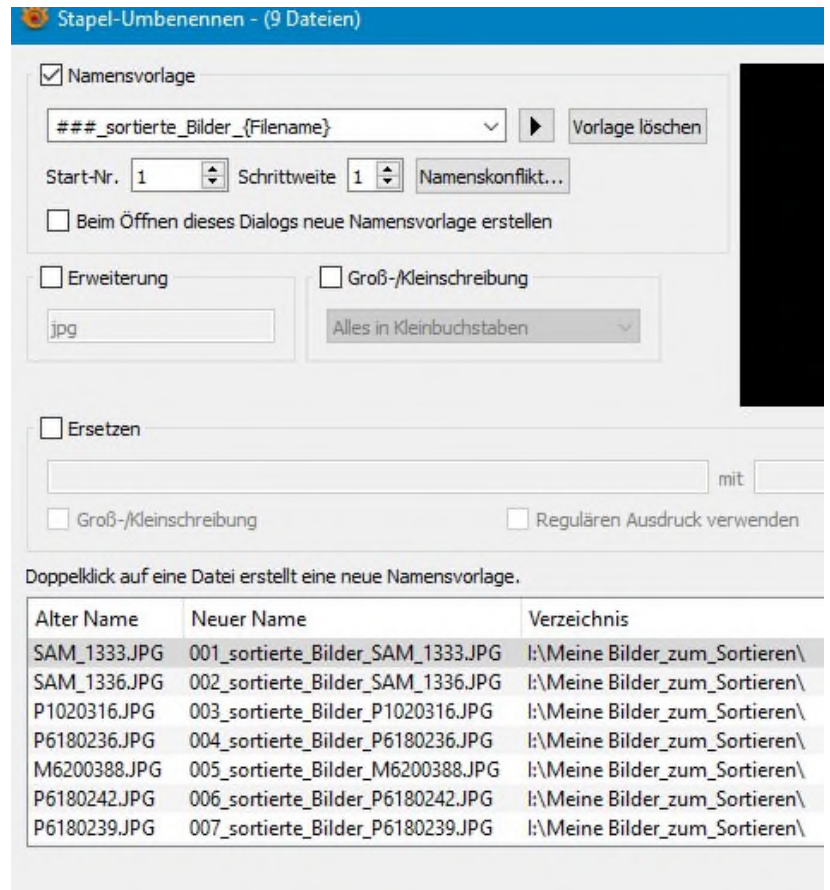 Stapel-Umbenennen - (9 Dateien)
Namensvorlage
###_sortierte_Bilder_{Filename}
Vorlage löschen
Start-Nr. 1 Schrittweite 1 Namenskonflikt...
Beim Öffnen dieses Dialogs neue Namensvorlage erstellen
Erweiterung
Groß-/Kleinschreibung
jpg
Alles in Kleinbuchstaben
Ersetzen
mit
Groß-/Kleinschreibung
Regulären Ausdruck verwenden
Doppelklick auf eine Datei erstellt eine neue Namensvorlage.
Alter Name Neuer Name Verzeichnis
SAM_1333.JPG 001_sortierte_Bilder_SAM_1333.JPG I:\Meine Bilder_zum_Sortieren\
SAM_1336.JPG 002_sortierte_Bilder_SAM_1336.JPG I:\Meine Bilder_zum_Sortieren\
P1020316.JPG 003_sortierte_Bilder_P1020316.JPG I:\Meine Bilder_zum_Sortieren\
P6180236.JPG 004_sortierte_Bilder_P6180236.JPG I:\Meine Bilder_zum_Sortieren\
M6200388.JPG 005_sortierte_Bilder_M6200388.JPG I:\Meine Bilder_zum_Sortieren\
P6180242.JPG 006_sortierte_Bilder_P6180242.JPG I:\Meine Bilder_zum_Sortieren\
P6180239.JPG 007_sortierte_Bilder_P6180239.JPG I:\Meine Bilder_zum_Sortieren\